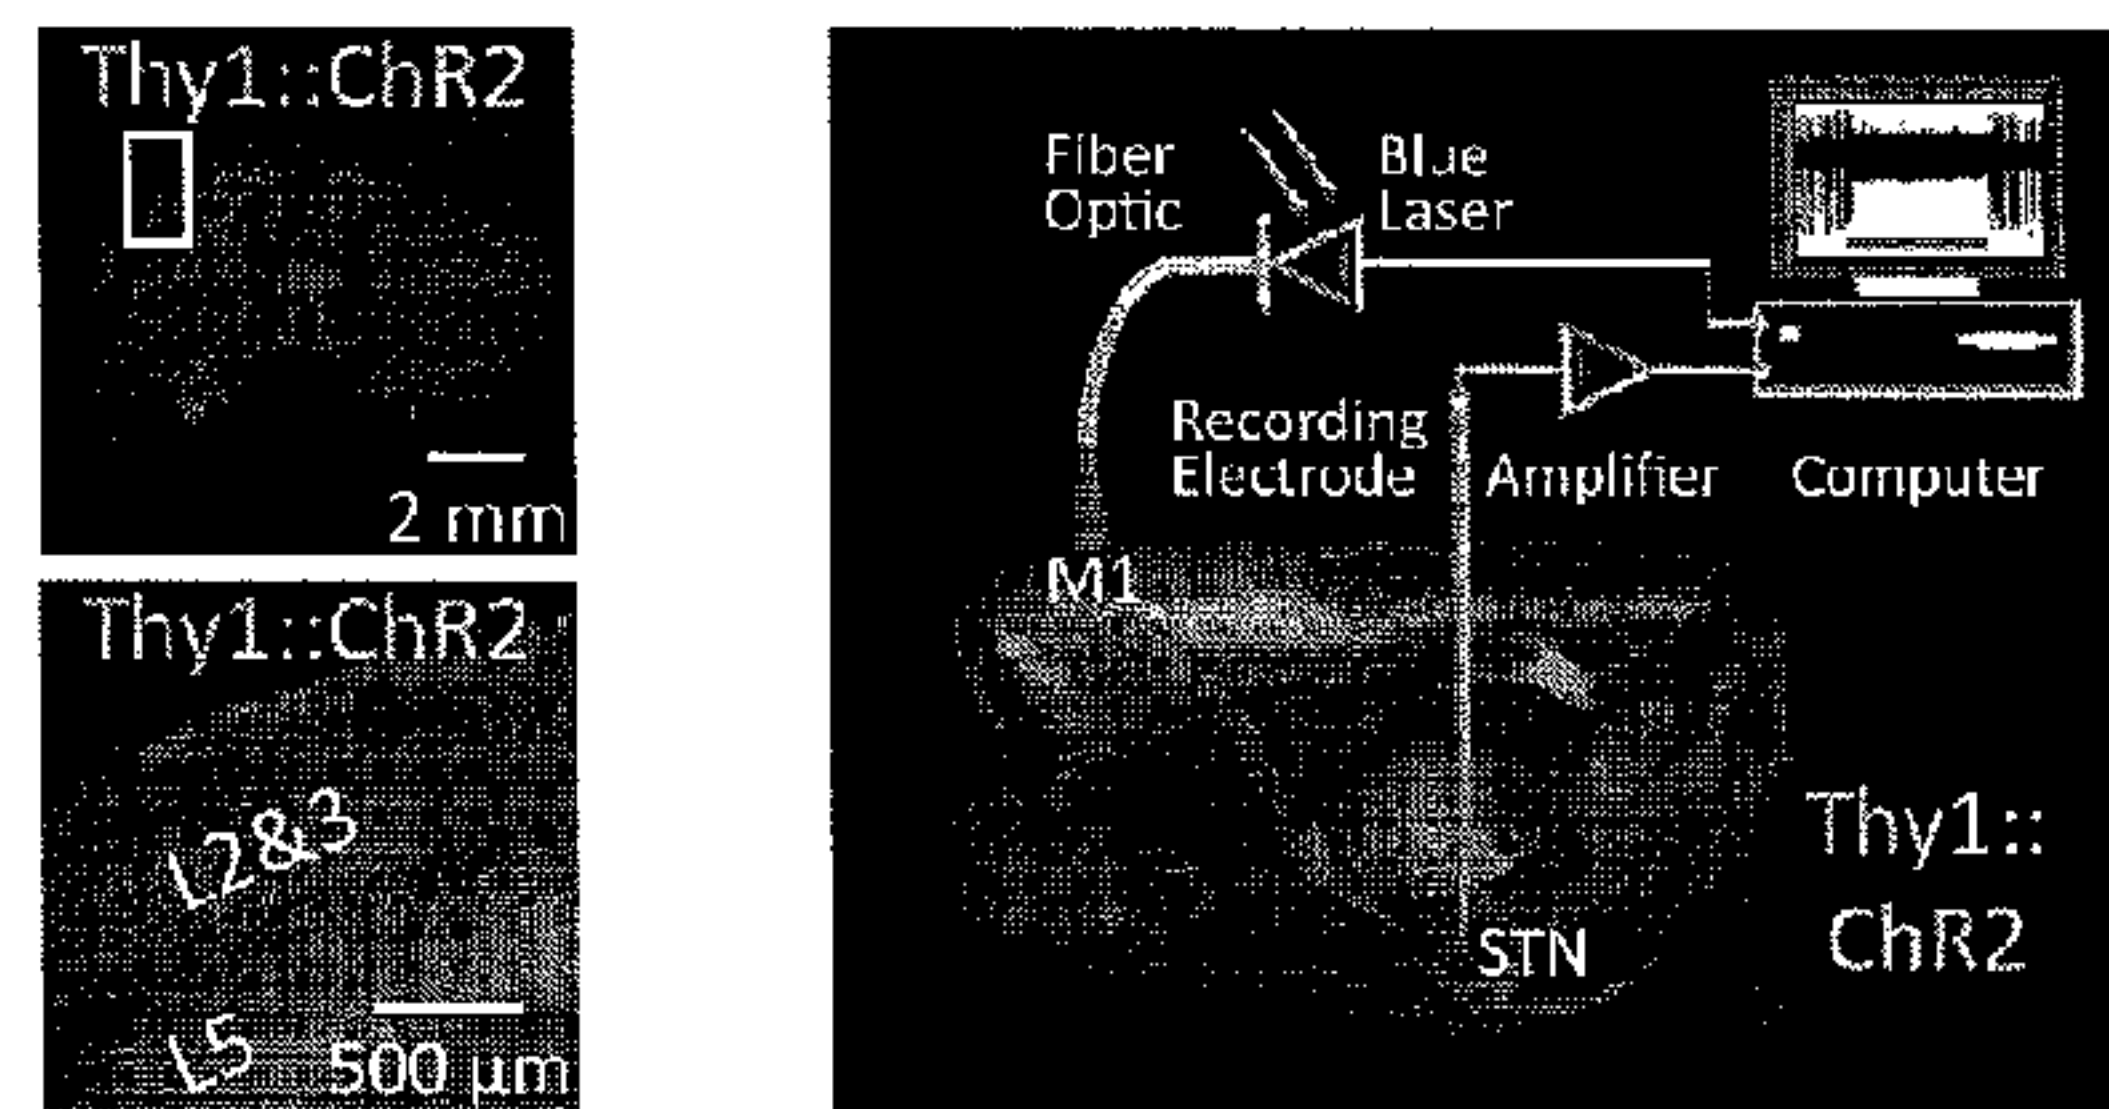 Thy1::ChR2
2 mm
Thy1::ChR2
L2&3
L5
500 µm
Fiber
Optic
Blue
Laser
Recording
Electrode
Amplifier
Computer
M1
STN
Thy1::
ChR2